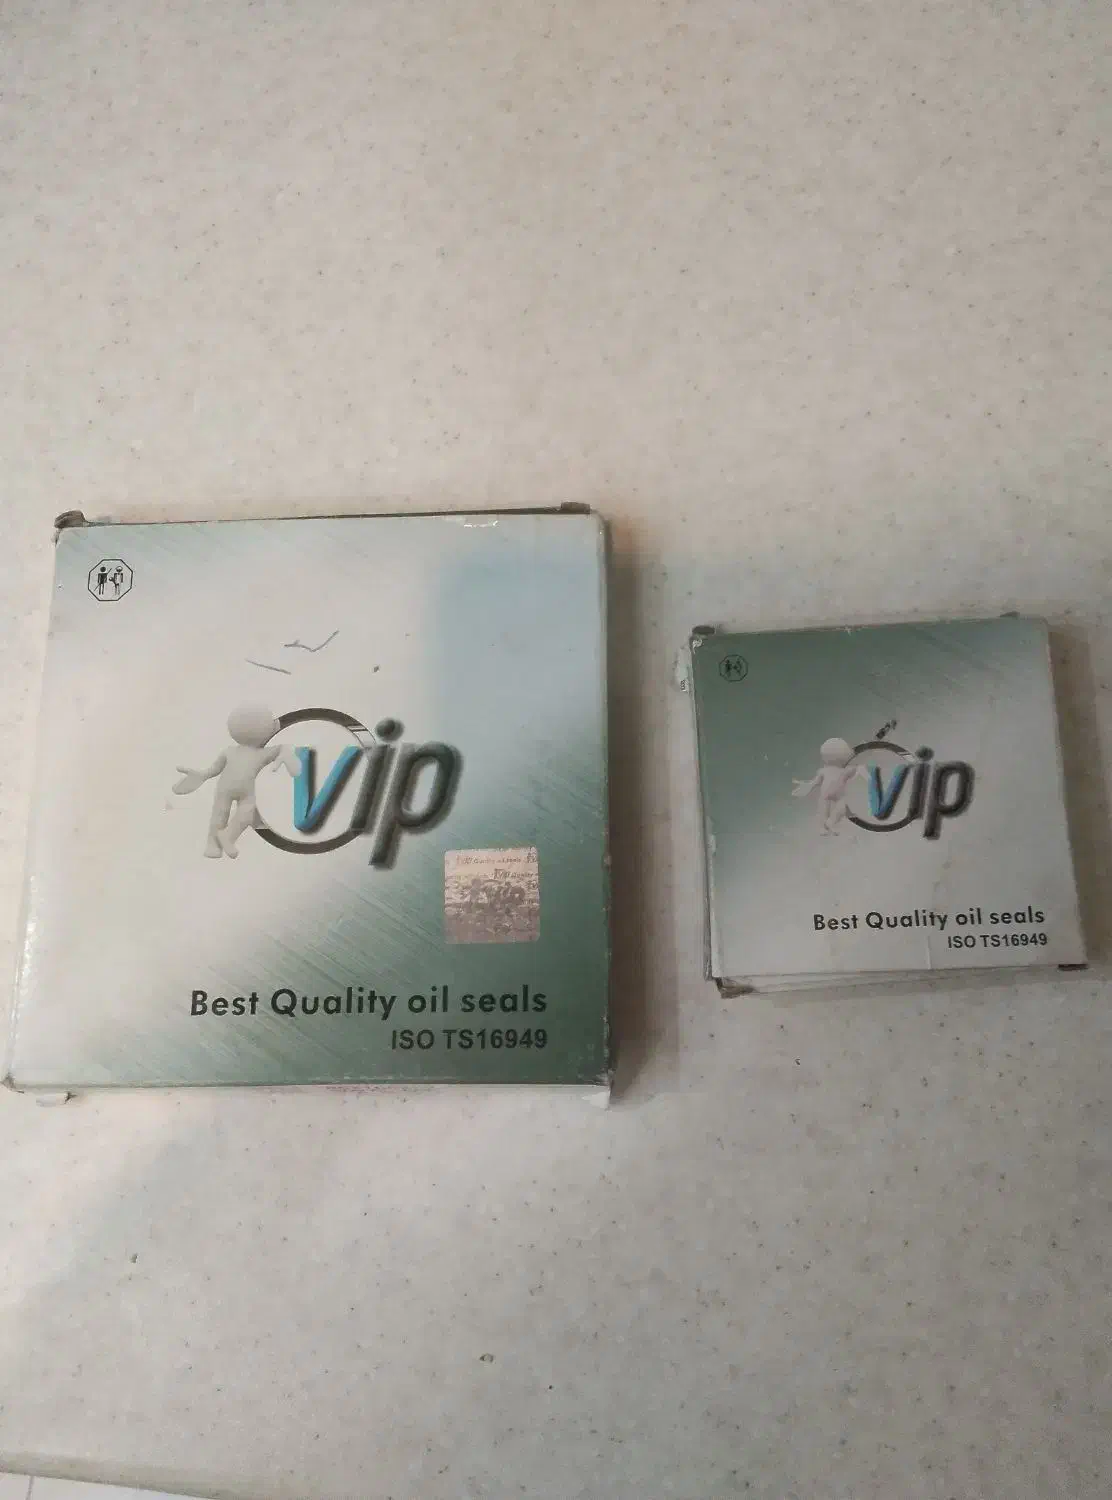 vip
Best Quality oil seals
ISO TS16949
vip
Best Quality oil seals
ISO TS16949